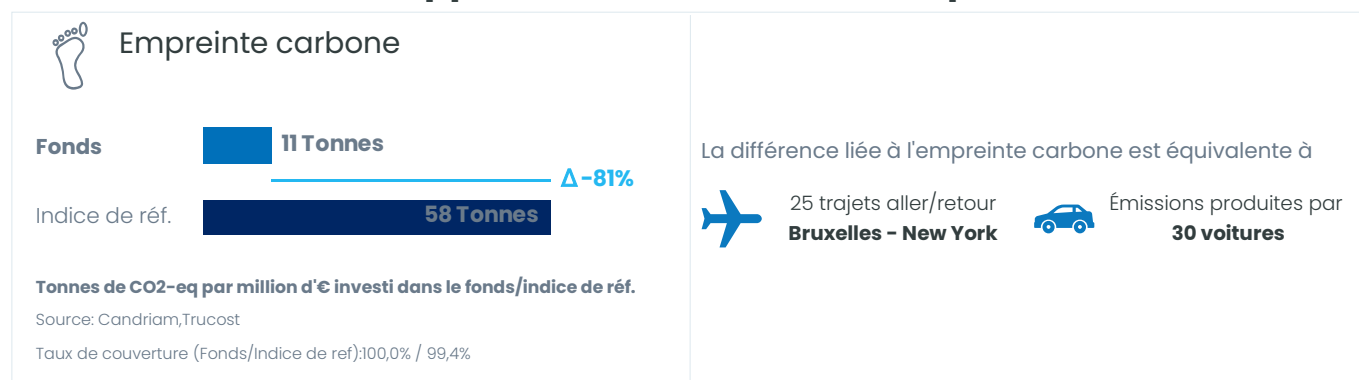 Empreinte carbone
Fonds
11 Tonnes
Δ -81%
Indice de réf.
58 Tonnes
Tonnes de CO2-eq par million d'€ investi dans le fonds/indice de réf.
Source: Candriam,Trucost
Taux de couverture (Fonds/Indice de ref):100,0% / 99,4%
La différence liée à l'empreinte carbone est équivalente à
25 trajets aller/retour
Bruxelles - New York
Émissions produites par
30 voitures